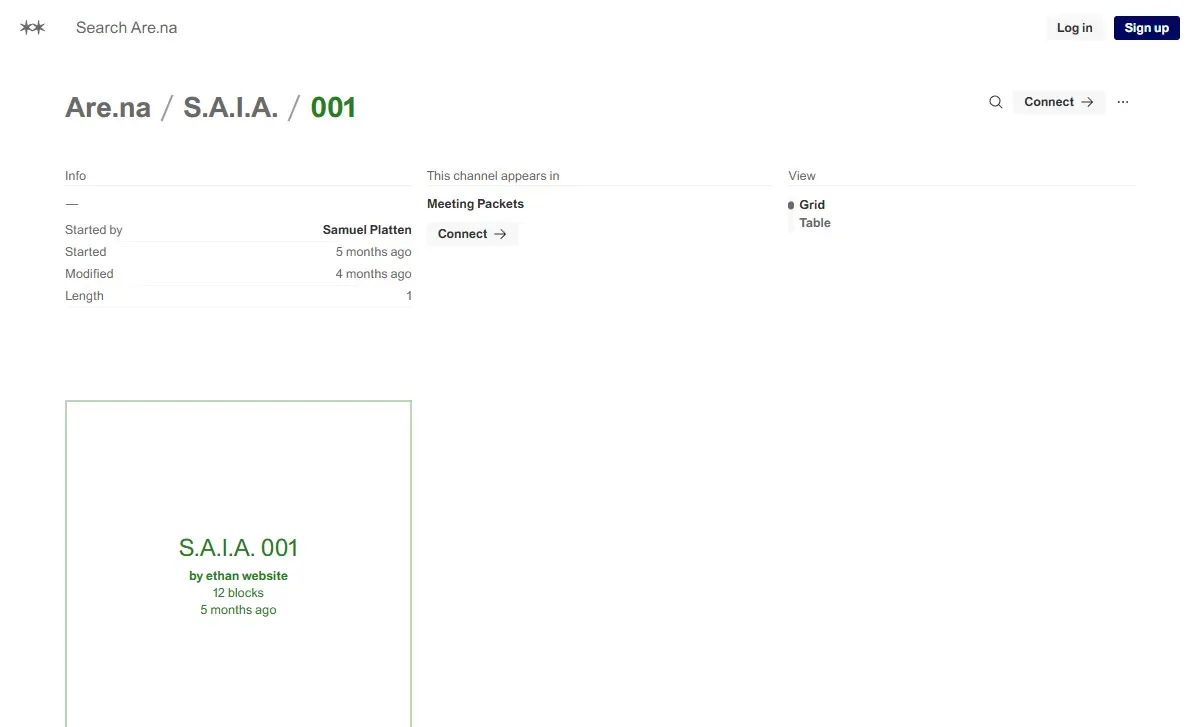 Search Are.na
Log in
Sign up
Are.na / S.A.I.A. / 001
Connect →
···
Info
—
Started by Samuel Platten
Started 5 months ago
Modified 4 months ago
Length 1
This channel appears in
Meeting Packets
Connect →
View
Grid
Table
S.A.I.A. 001
by ethan website
12 blocks
5 months ago